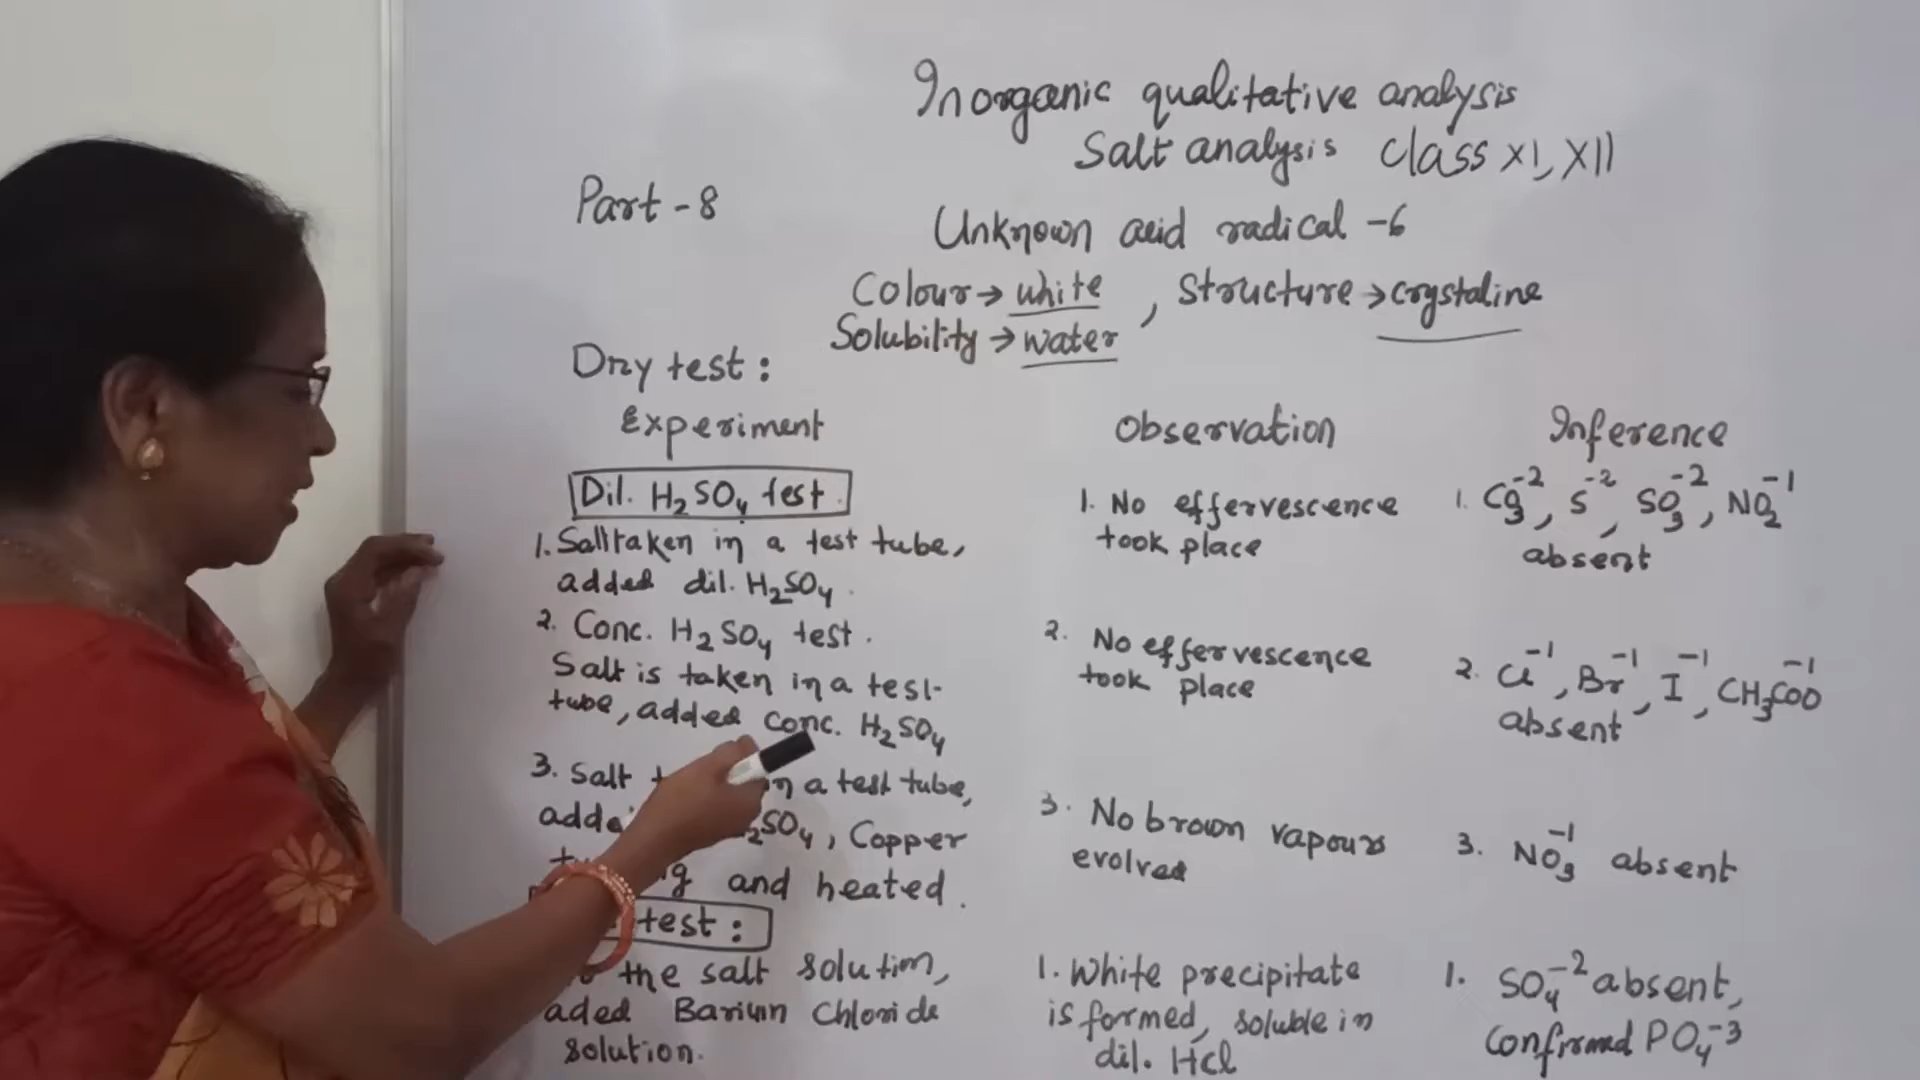 Inorganic qualitative analysis
Salt analysis Class XI, XII
Part - 8
Unknown acid radical - 6
Colour → white, Structure → crystaline
Solubility → water
Dry test :
Experiment
Observation
Inference
Dil. H₂SO₄ test.
1. Salt taken in a test tube,
added dil. H₂SO₄.
1. No effervescence
took place
1. CO₃⁻², S⁻², SO₃⁻², NO₂⁻¹
absent
2. Conc. H₂SO₄ test.
Salt is taken in a test-
tube, added conc. H₂SO₄
2. No effervescence
took place
2. Cl⁻¹, Br⁻¹, I⁻¹, CH₃COO⁻¹
absent
3. Salt a test tube,
₂SO₄, Copper
and heated.
3. No brown vapours
evolved
3. NO₃⁻¹ absent
test :
the salt solution,
aded Barium Chloride
solution.
1. White precipitate
is formed, soluble in
dil. HCl
1. SO₄⁻² absent,
confirmed PO₄⁻³